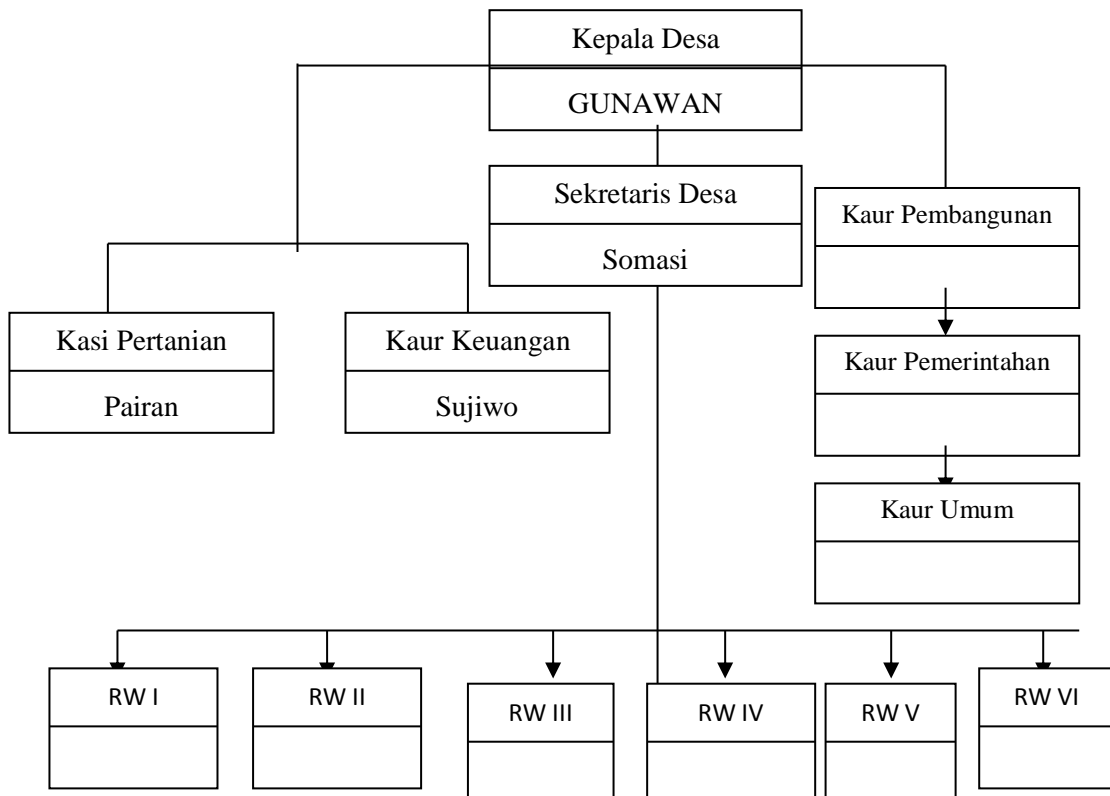 Kepala Desa
GUNAWAN
Sekretaris Desa
Somasi
Kaur Pembangunan
Kasi Pertanian
Pairan
Kaur Keuangan
Sujiwo
Kaur Pemerintahan
Kaur Umum
RW I
RW II
RW III
RW IV
RW V
RW VI